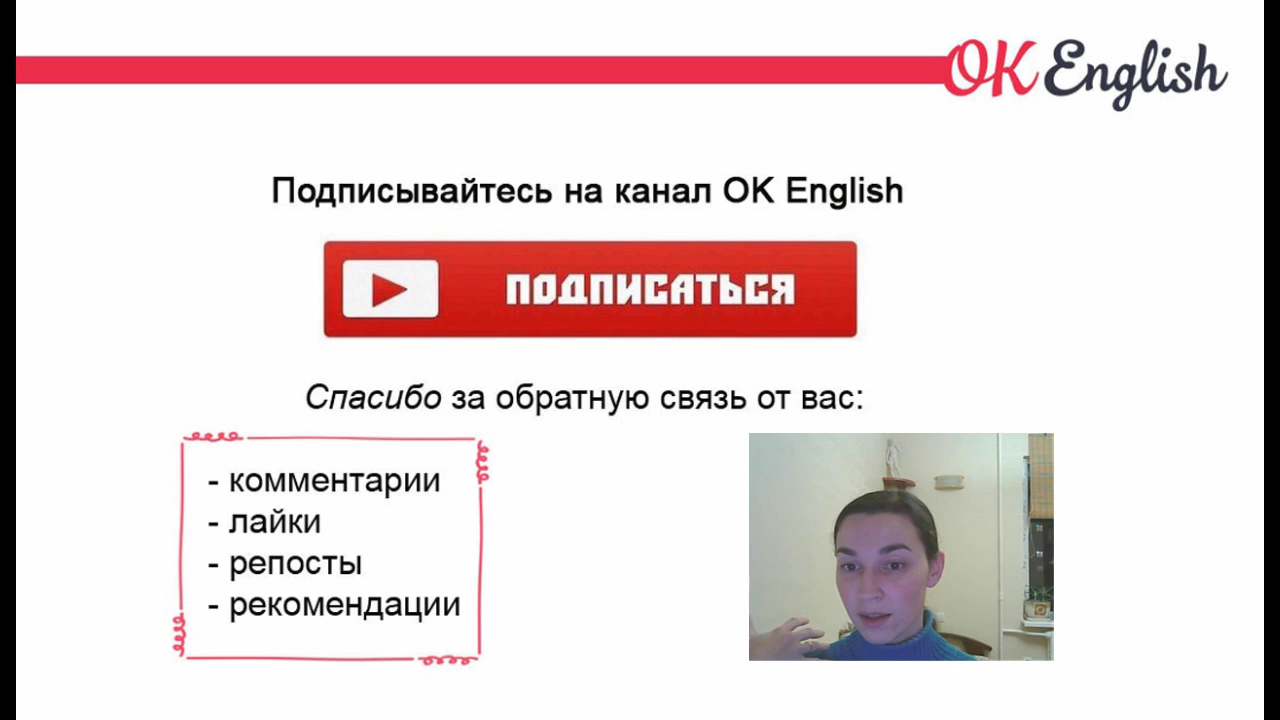 OK English
Подписывайтесь на канал OK English
ПОДПИСАТЬСЯ
Спасибо за обратную связь от вас:
- комментарии
- лайки
- репосты
- рекомендации